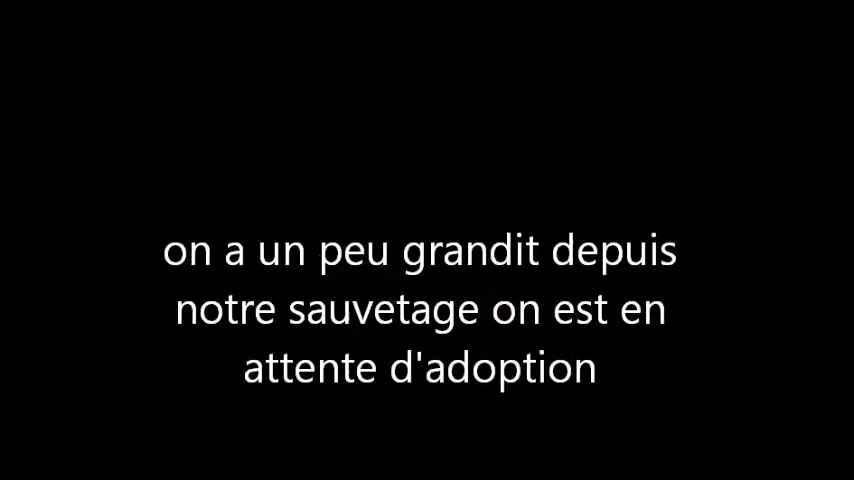 on a un peu grandit depuis
notre sauvetage on est en
attente d'adoption